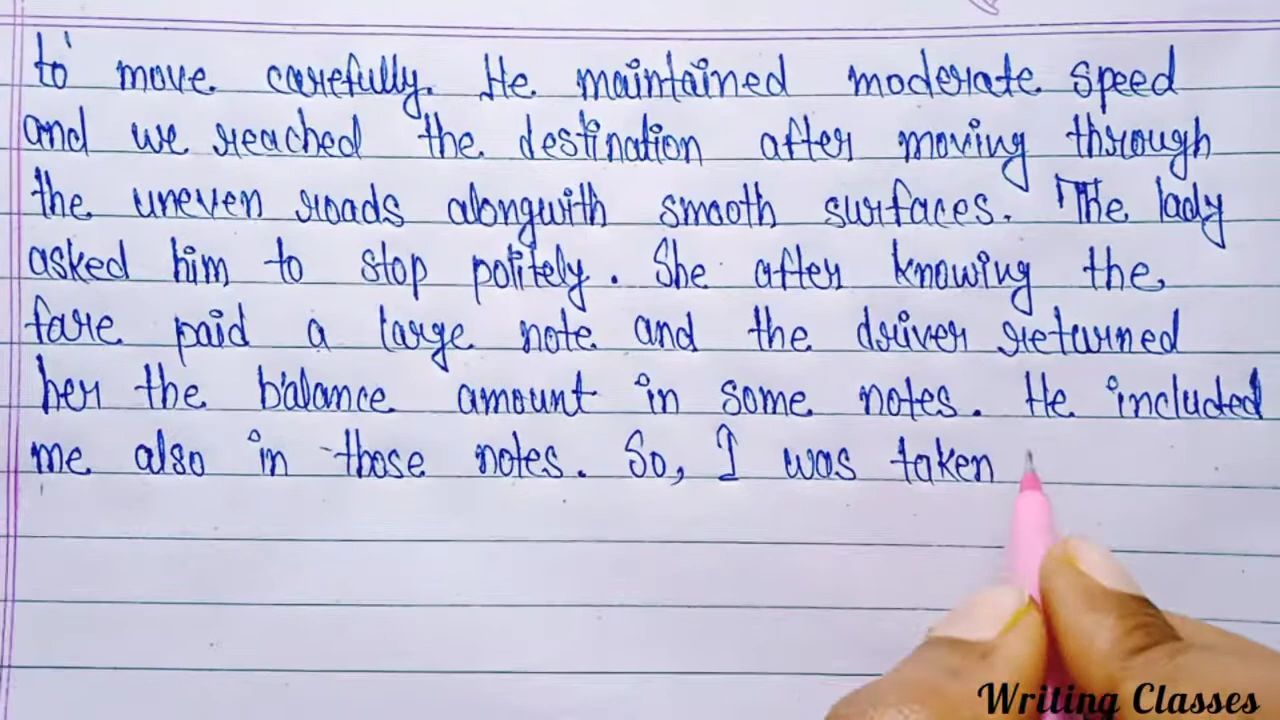 to move carefully. He maintained moderate speed
and we reached the destination after moving through
the uneven roads alongwith smooth surfaces. The lady
asked him to stop politely. She after knowing the
fare paid a large note and the driver returned
her the balance amount in some notes. He included
me also in those notes. So, I was taken
Writing Classes